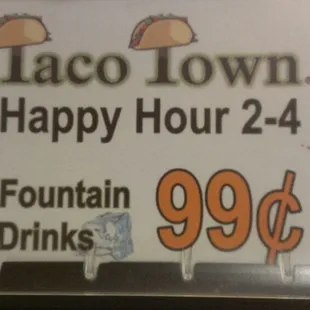 Taco Town
Happy Hour 2-4
Fountain
Drinks
99¢